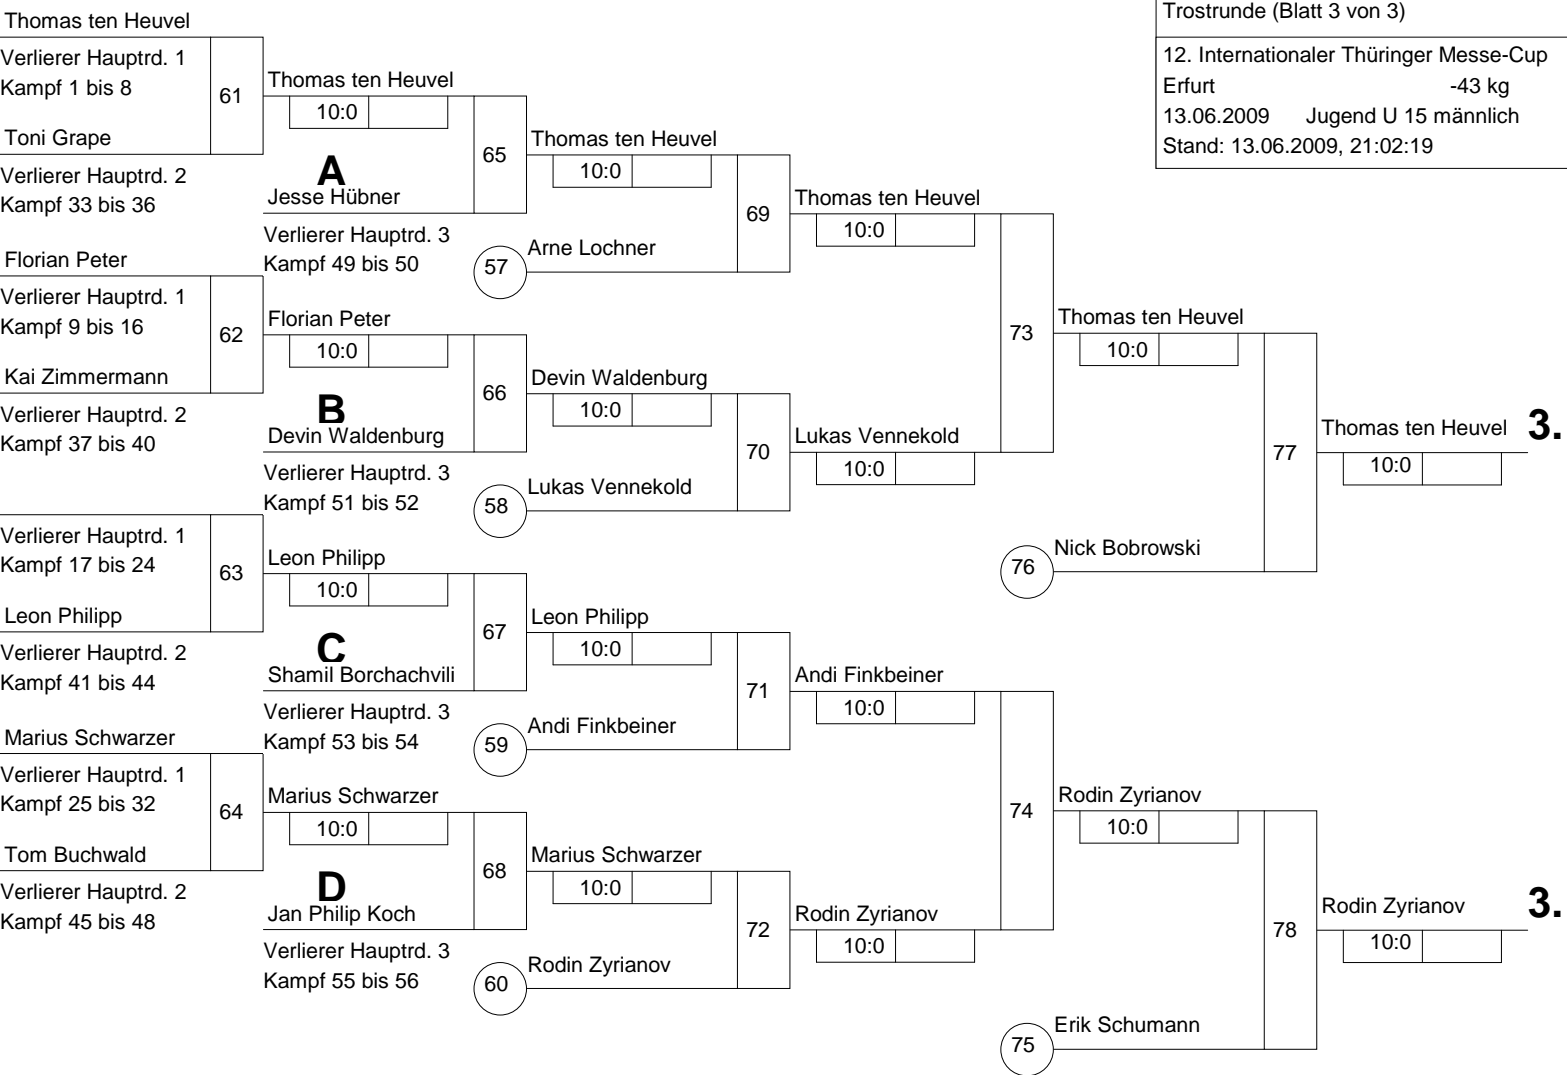 Trostrunde (Blatt 3 von 3)
12. Internationaler Thüringer Messe-Cup
Erfurt -43 kg
13.06.2009 Jugend U 15 männlich
Stand: 13.06.2009, 21:02:19
Thomas ten Heuvel
Verlierer Hauptrd. 1
Kampf 1 bis 8
61
Toni Grape
Verlierer Hauptrd. 2
Kampf 33 bis 36
Florian Peter
Verlierer Hauptrd. 1
Kampf 9 bis 16
62
Kai Zimmermann
Verlierer Hauptrd. 2
Kampf 37 bis 40
Verlierer Hauptrd. 1
Kampf 17 bis 24
63
Leon Philipp
Verlierer Hauptrd. 2
Kampf 41 bis 44
Marius Schwarzer
Verlierer Hauptrd. 1
Kampf 25 bis 32
64
Tom Buchwald
Verlierer Hauptrd. 2
Kampf 45 bis 48
Thomas ten Heuvel
10:0
A
65
Jesse Hübner
Verlierer Hauptrd. 3
Kampf 49 bis 50
Florian Peter
10:0
B
66
Devin Waldenburg
Verlierer Hauptrd. 3
Kampf 51 bis 52
Leon Philipp
10:0
C
67
Shamil Borchachvili
Verlierer Hauptrd. 3
Kampf 53 bis 54
Marius Schwarzer
10:0
D
68
Jan Philip Koch
Verlierer Hauptrd. 3
Kampf 55 bis 56
Thomas ten Heuvel
10:0
69
57
Arne Lochner
Devin Waldenburg
10:0
70
58
Lukas Vennekold
Leon Philipp
10:0
71
59
Andi Finkbeiner
Marius Schwarzer
10:0
72
60
Rodin Zyrianov
Thomas ten Heuvel
10:0
73
Lukas Vennekold
10:0
Andi Finkbeiner
10:0
74
Rodin Zyrianov
10:0
Thomas ten Heuvel
10:0
77
76
Nick Bobrowski
Rodin Zyrianov
10:0
78
75
Erik Schumann
Thomas ten Heuvel 3.
10:0
Rodin Zyrianov 3.
10:0